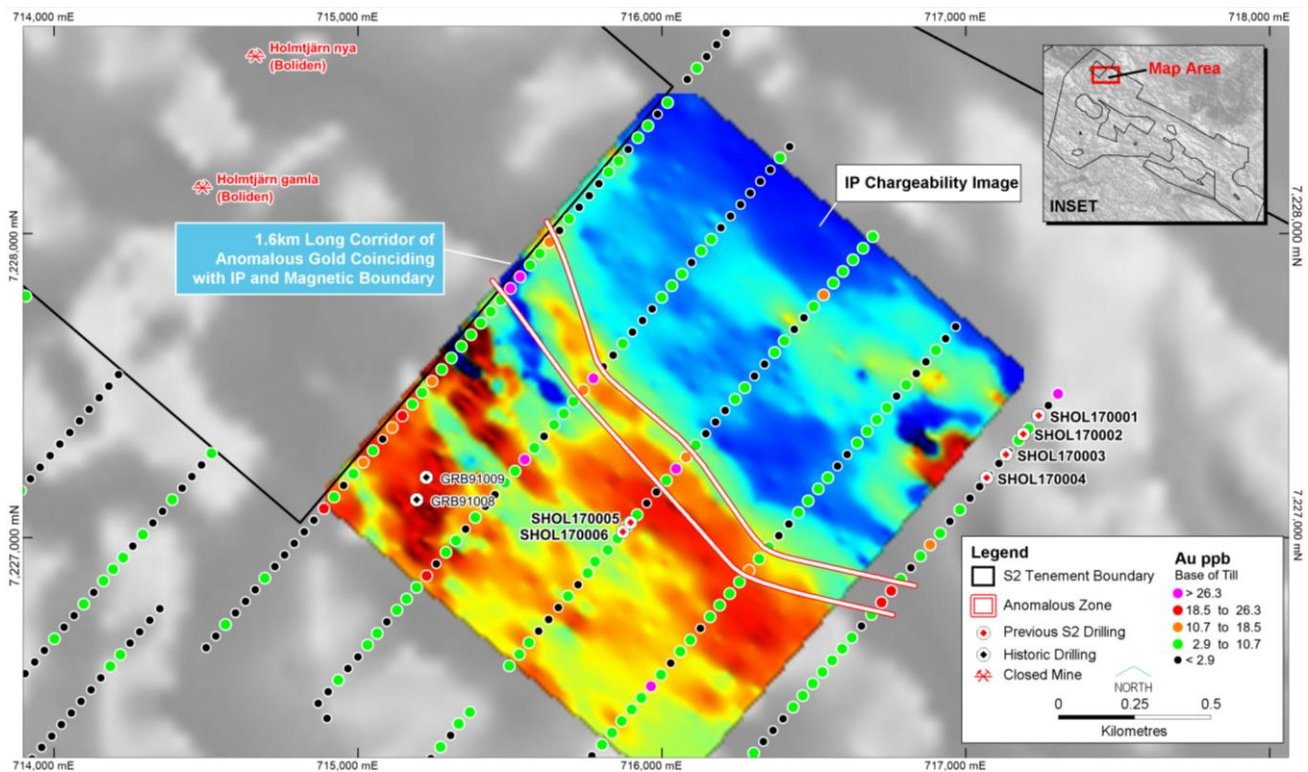 714,000 mE
715,000 mE
716,000 mE
717,000 mE
718,000 mE
Holmtjärn nya
(Boliden)
Map Area
Holmtjärn gamla
(Boliden)
IP Chargeability Image
INSET
7,228,000 mN
7,228,000 mN
1.6km Long Corridor of
Anomalous Gold Coinciding
with IP and Magnetic Boundary
SHOL170001
SHOL170002
SHOL170003
SHOL170004
GRB91009
GRB91008
SHOL170005
SHOL170006
7,227,000 mN
7,227,000 mN
Legend
S2 Tenement Boundary
Anomalous Zone
Previous S2 Drilling
Historic Drilling
Closed Mine
Au ppb
Base of Till
> 26.3
18.5 to 26.3
10.7 to 18.5
2.9 to 10.7
< 2.9
NORTH
0 0.25 0.5
Kilometres
714,000 mE
715,000 mE
716,000 mE
717,000 mE
718,000 mE